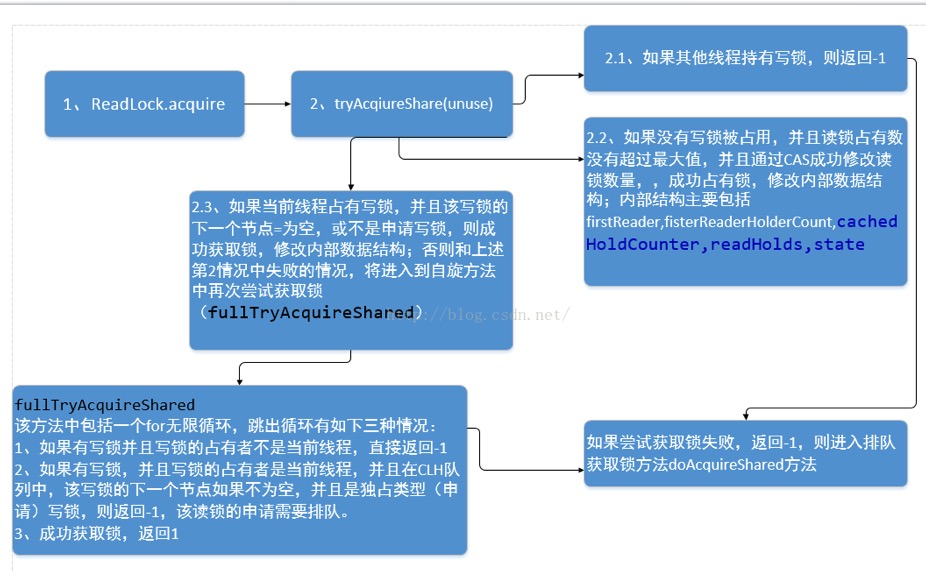 1、ReadLock.acquire
2、tryAcqiureShare(unuse)
2.1、如果其他线程持有写锁，则返回-1
2.2、如果没有写锁被占用，并且读锁占有数
没有超过最大值，并且通过CAS成功修改读
锁数量，，成功占有锁，修改内部数据结
构；内部结构主要包括
firstReader,fisterReaderHolderCount,cached
HoldCounter,readHolds,state
2.3、如果当前线程占有写锁，并且该写锁的
下一个节点=为空，或不是申请写锁，则成
功获取锁，修改内部数据结构；否则和上述
第2情况中失败的情况，将进入到自旋方法
中再次尝试获取锁
（fullTryAcquireShared）
http://blog.csdn.net/
fullTryAcquireShared
该方法中包括一个for无限循环，跳出循环有如下三种情况：
1、如果有写锁并且写锁的占有者不是当前线程，直接返回-1
2、如果有写锁，并且写锁的占有者是当前线程，并且在CLH队
列中，该写锁的下一个节点如果不为空，并且是独占类型（申
请）写锁，则返回-1，该读锁的申请需要排队。
3、成功获取锁，返回1
如果尝试获取锁失败，返回-1，则进入排队
获取锁方法doAcquireShared方法